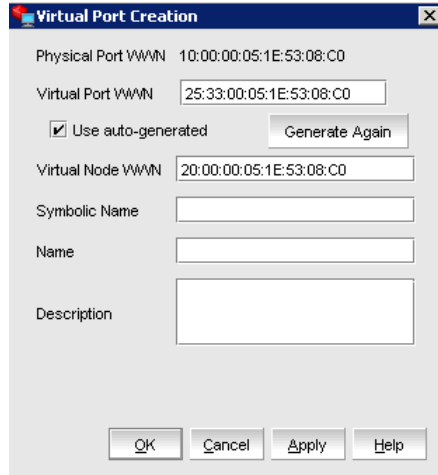 Virtual Port Creation
Physical Port WWN 10:00:00:05:1E:53:08:C0
Virtual Port WWN 25:33:00:05:1E:53:08:C0
Use auto-generated Generate Again
Virtual Node WWN 20:00:00:05:1E:53:08:C0
Symbolic Name
Name
Description
OK Cancel Apply Help